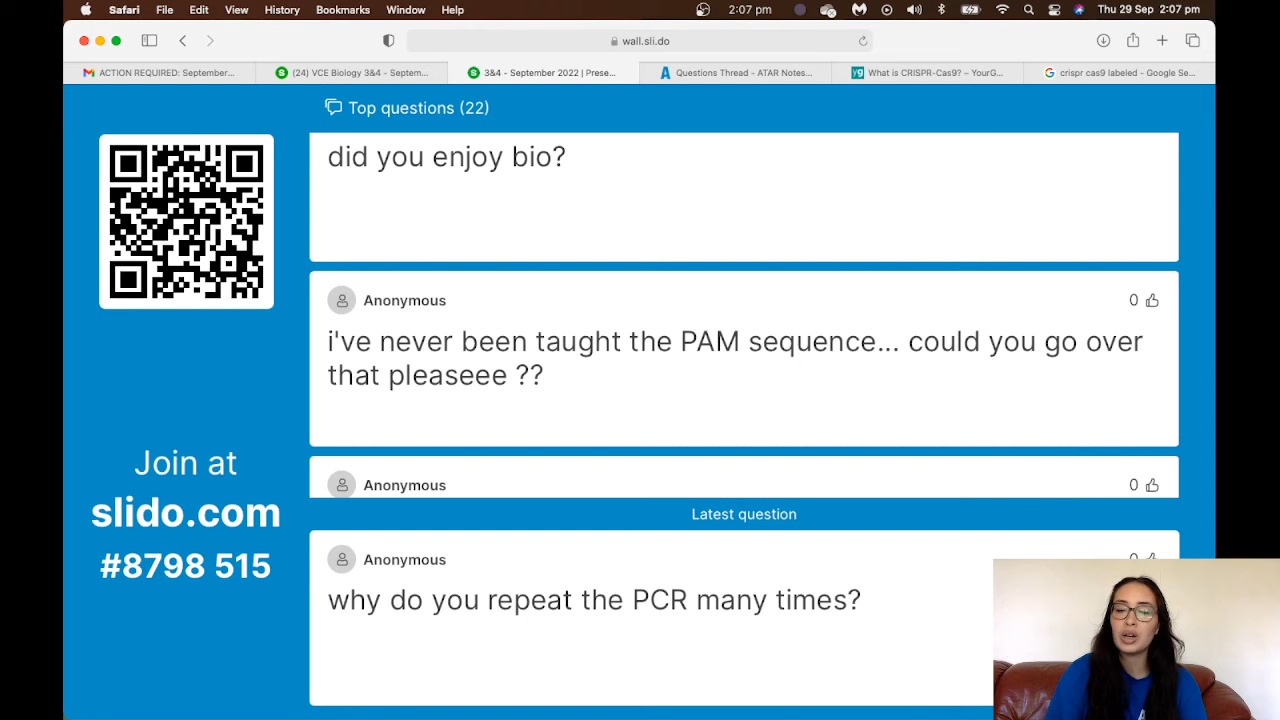 Safari File Edit View History Bookmarks Window Help 2:07 pm Thu 29 Sep 2:07 pm
wall.sli.do
ACTION REQUIRED: September... (24) VCE Biology 3&4 - Septem... 3&4 - September 2022 | Prese... Questions Thread - ATAR Notes... What is CRISPR-Cas9? – YourG... crispr cas9 labeled - Google Se...
Top questions (22)
did you enjoy bio?
Anonymous 0
i've never been taught the PAM sequence... could you go over
that pleaseee ??
Anonymous 0
Latest question
Anonymous 0
why do you repeat the PCR many times?
Join at
slido.com
#8798 515